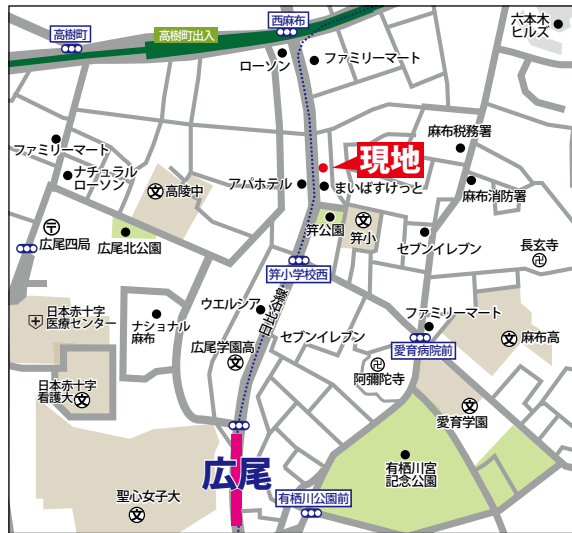 西麻布
六本木
ヒルズ
高樹町
高樹町出入
ローソン
ファミリーマート
ファミリーマート
麻布税務署
現地
ナチュラル
ローソン
高陵中
アパホテル
まいばすけっと
麻布消防署
広尾四局
広尾北公園
笄公園
笄小
セブンイレブン
長玄寺
笄小学校西
日本赤十字
医療センター
ナショナル
麻布
ウエルシア
日比谷線
セブンイレブン
ファミリーマート
広尾学園高
愛育病院前
麻布高
阿彌陀寺
日本赤十字
看護大
愛育学園
広尾
有栖川宮
記念公園
聖心女子大
有栖川公園前